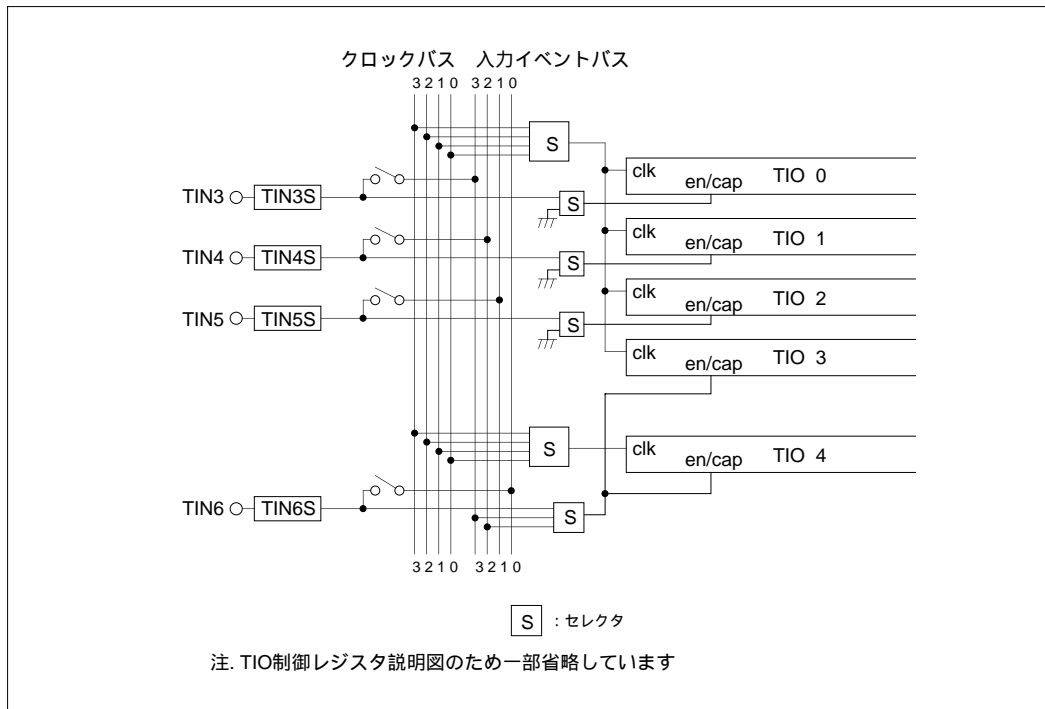 クロックバス 入力イベントバス
3 2 1 0 3 2 1 0
S
clk en/cap TIO 0
TIN3 TIN3S S
clk en/cap TIO 1
TIN4 TIN4S S
clk en/cap TIO 2
TIN5 TIN5S S
clk en/cap TIO 3
S
clk en/cap TIO 4
TIN6 TIN6S S
3 2 1 0 3 2 1 0
S : セレクタ
注. TIO制御レジスタ説明図のため一部省略しています